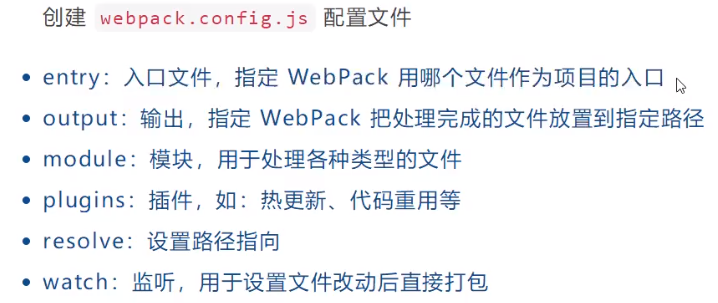 创建 webpack.config.js 配置文件
• entry：入口文件，指定 WebPack 用哪个文件作为项目的入口
• output：输出，指定 WebPack 把处理完成的文件放置到指定路径
• module：模块，用于处理各种类型的文件
• plugins：插件，如：热更新、代码重用等
• resolve：设置路径指向
• watch：监听，用于设置文件改动后直接打包